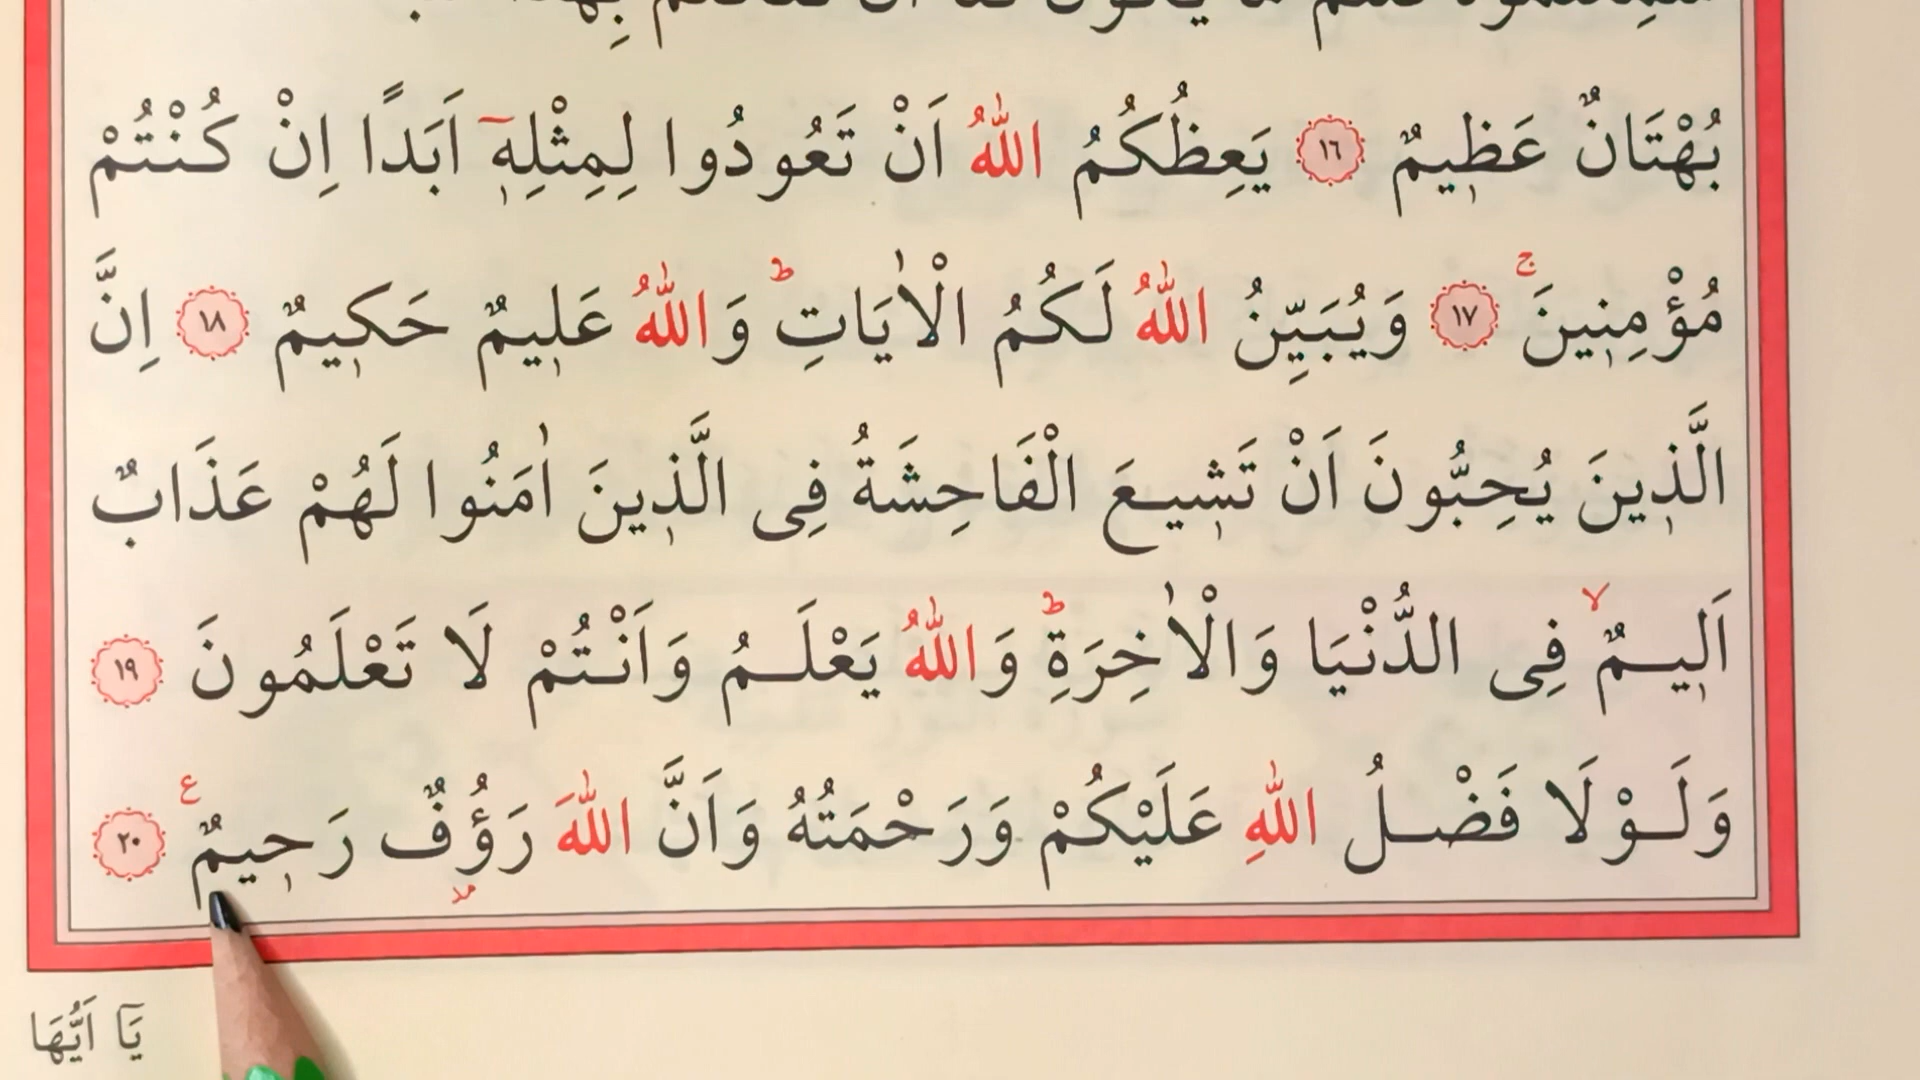 بُهْتَانٌ عَظ۪يمٌ ١٦ يَعِظُكُمُ اللّٰهُ اَنْ تَعُودُوا لِمِثْلِه۪ٓ اَبَدًا اِنْ كُنْتُمْ
مُؤْمِن۪ينَۚ ١٧ وَيُبَيِّنُ اللّٰهُ لَكُمُ الْاٰيَاتِۜ وَاللّٰهُ عَل۪يمٌ حَك۪يمٌ ١٨ اِنَّ
الَّذ۪ينَ يُحِبُّونَ اَنْ تَش۪يعَ الْفَاحِشَةُ فِى الَّذ۪ينَ اٰمَنُوا لَهُمْ عَذَابٌ
اَل۪يمٌۙ فِى الدُّنْيَا وَالْاٰخِرَةِۜ وَاللّٰهُ يَعْلَمُ وَاَنْتُمْ لَا تَعْلَمُونَ ١٩
وَلَوْلَا فَضْلُ اللّٰهِ عَلَيْكُمْ وَرَحْمَتُهُ وَاَنَّ اللّٰهَ رَؤُفٌ رَح۪يمٌ ع ٢٠
مد
يَٓا اَيُّهَا